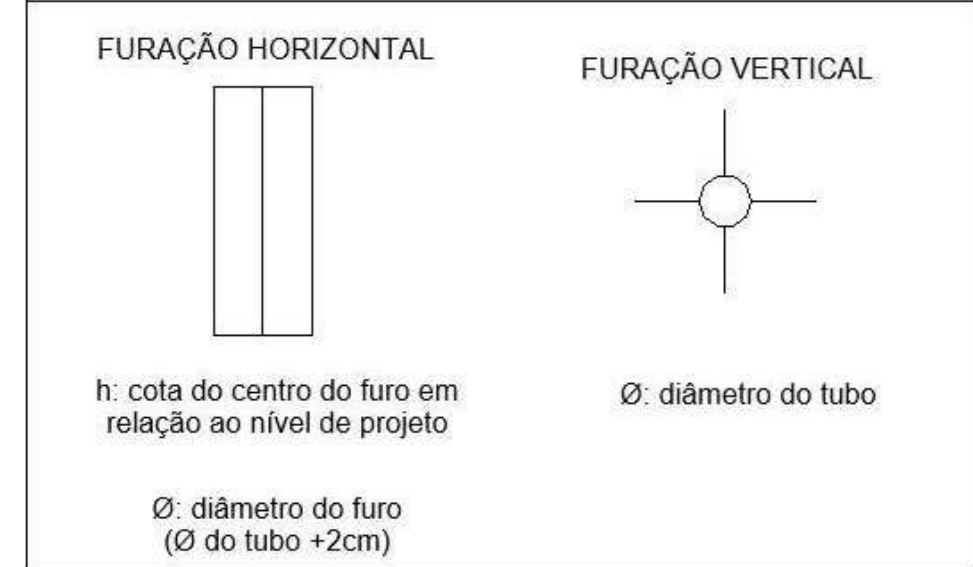 FURAÇÃO HORIZONTAL
h: cota do centro do furo em
relação ao nível de projeto
Ø: diâmetro do furo
(Ø do tubo +2cm)
FURAÇÃO VERTICAL
Ø: diâmetro do tubo